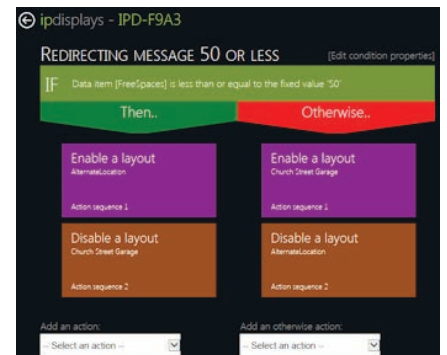 ipdisplays - IPD-F9A3
REDIRECTING MESSAGE 50 OR LESS
[Edit condition properties]
IF Data item [FreeSpaces] is less than or equal to the fixed value '50'
Then..
Otherwise..
Enable a layout
AlternateLocation
Action sequence 1
Enable a layout
Church Street Garage
Action sequence 1
Disable a layout
Church Street Garage
Action sequence 2
Disable a layout
AlternateLocation
Action sequence 2
Add an action:
-- Select an action --
Add an otherwise action:
-- Select an action --